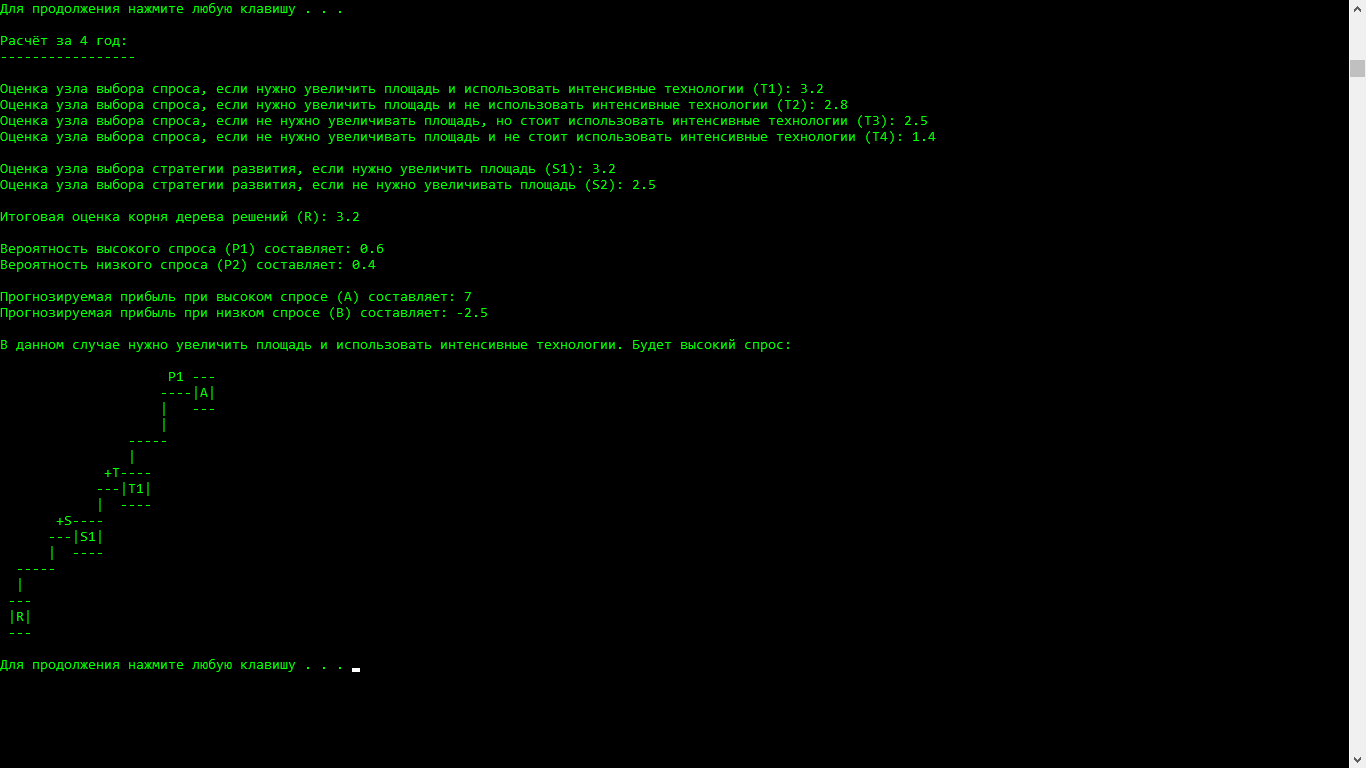 Для продолжения нажмите любую клавишу . . .
Расчёт за 4 год:
-----------------
Оценка узла выбора спроса, если нужно увеличить площадь и использовать интенсивные технологии (T1): 3.2
Оценка узла выбора спроса, если нужно увеличить площадь и не использовать интенсивные технологии (T2): 2.8
Оценка узла выбора спроса, если не нужно увеличивать площадь, но стоит использовать интенсивные технологии (T3): 2.5
Оценка узла выбора спроса, если не нужно увеличивать площадь и не стоит использовать интенсивные технологии (T4): 1.4
Оценка узла выбора стратегии развития, если нужно увеличить площадь (S1): 3.2
Оценка узла выбора стратегии развития, если не нужно увеличивать площадь (S2): 2.5
Итоговая оценка корня дерева решений (R): 3.2
Вероятность высокого спроса (P1) составляет: 0.6
Вероятность низкого спроса (P2) составляет: 0.4
Прогнозируемая прибыль при высоком спросе (A) составляет: 7
Прогнозируемая прибыль при низком спросе (B) составляет: -2.5
В данном случае нужно увеличить площадь и использовать интенсивные технологии. Будет высокий спрос:
                     P1 ---
                    ----|A|
                    |   ---
                    |
                -----
                |
             +T----
            ---|T1|
            |  ----
       +S----
      ---|S1|
      |  ----
  -----
  |
 ---
 |R|
 ---
Для продолжения нажмите любую клавишу . . .